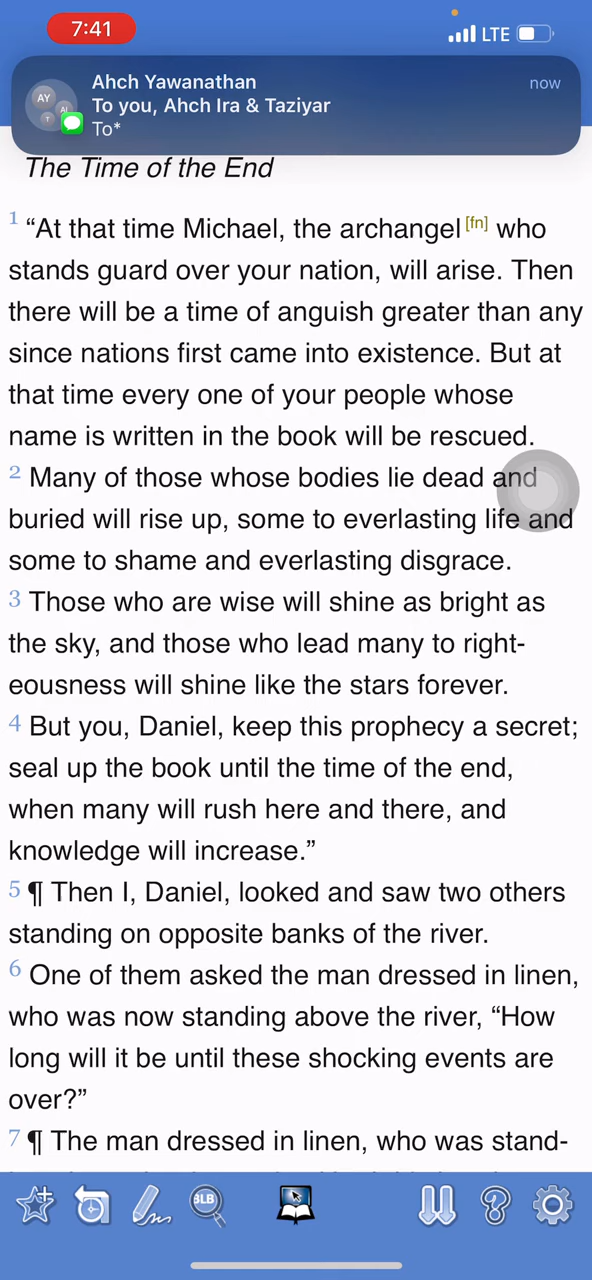 7:41
LTE
Ahch Yawanathan
now
To you, Ahch Ira & Taziyar
To*
AY
AI
T
The Time of the End
1 “At that time Michael, the archangel [fn] who
stands guard over your nation, will arise. Then
there will be a time of anguish greater than any
since nations first came into existence. But at
that time every one of your people whose
name is written in the book will be rescued.
2 Many of those whose bodies lie dead and
buried will rise up, some to everlasting life and
some to shame and everlasting disgrace.
3 Those who are wise will shine as bright as
the sky, and those who lead many to right-
eousness will shine like the stars forever.
4 But you, Daniel, keep this prophecy a secret;
seal up the book until the time of the end,
when many will rush here and there, and
knowledge will increase.”
5 ¶ Then I, Daniel, looked and saw two others
standing on opposite banks of the river.
6 One of them asked the man dressed in linen,
who was now standing above the river, “How
long will it be until these shocking events are
over?”
7 ¶ The man dressed in linen, who was stand-
BLB